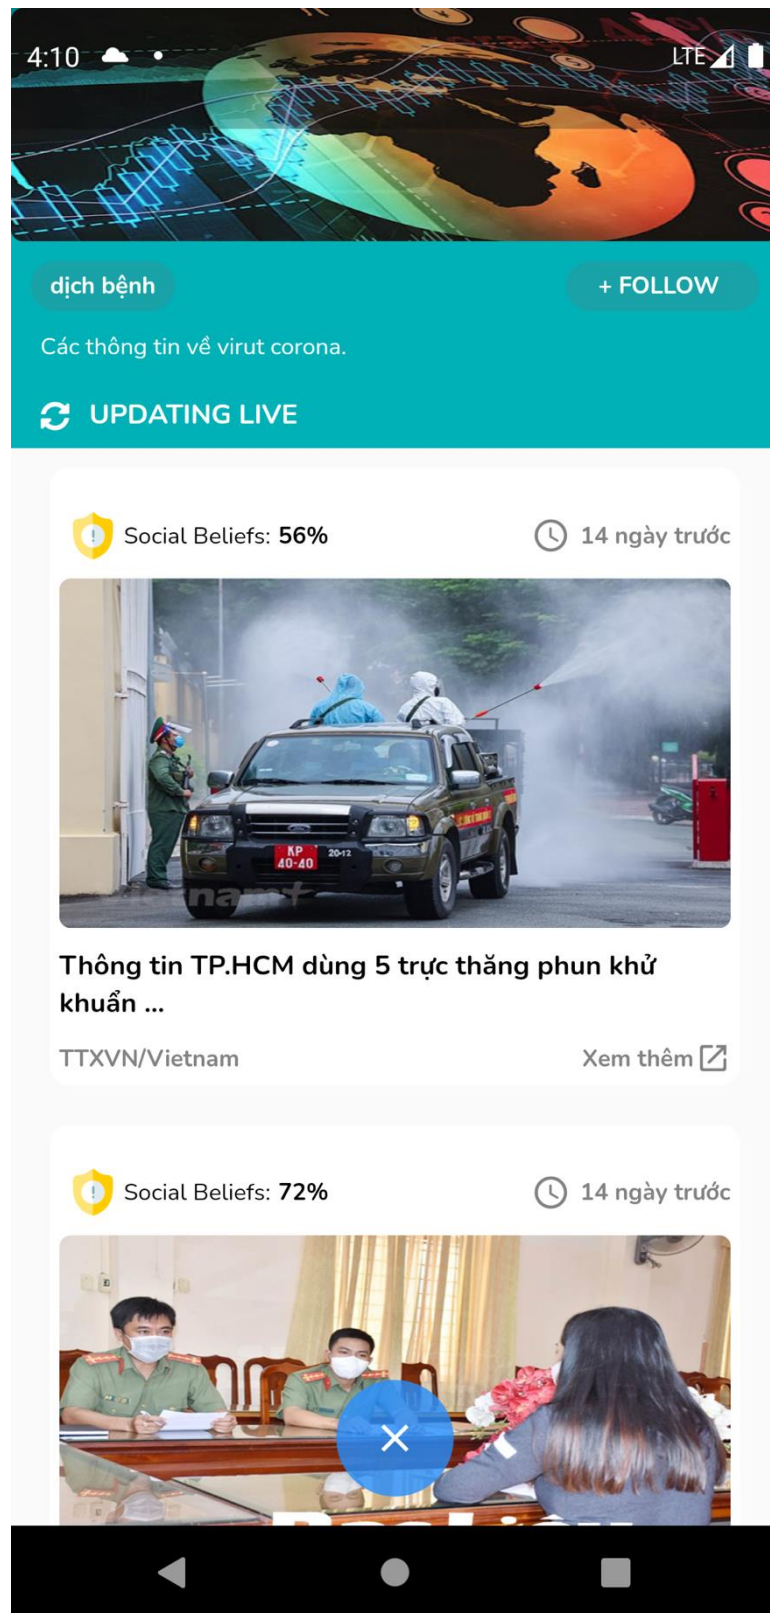 4:10
LTE
dịch bệnh
+ FOLLOW
Các thông tin về virut corona.
UPDATING LIVE
Social Beliefs: 56%
14 ngày trước
KP
40-40
20-12
Thông tin TP.HCM dùng 5 trực thăng phun khử
khuẩn ...
TTXVN/Vietnam
Xem thêm
Social Beliefs: 72%
14 ngày trước